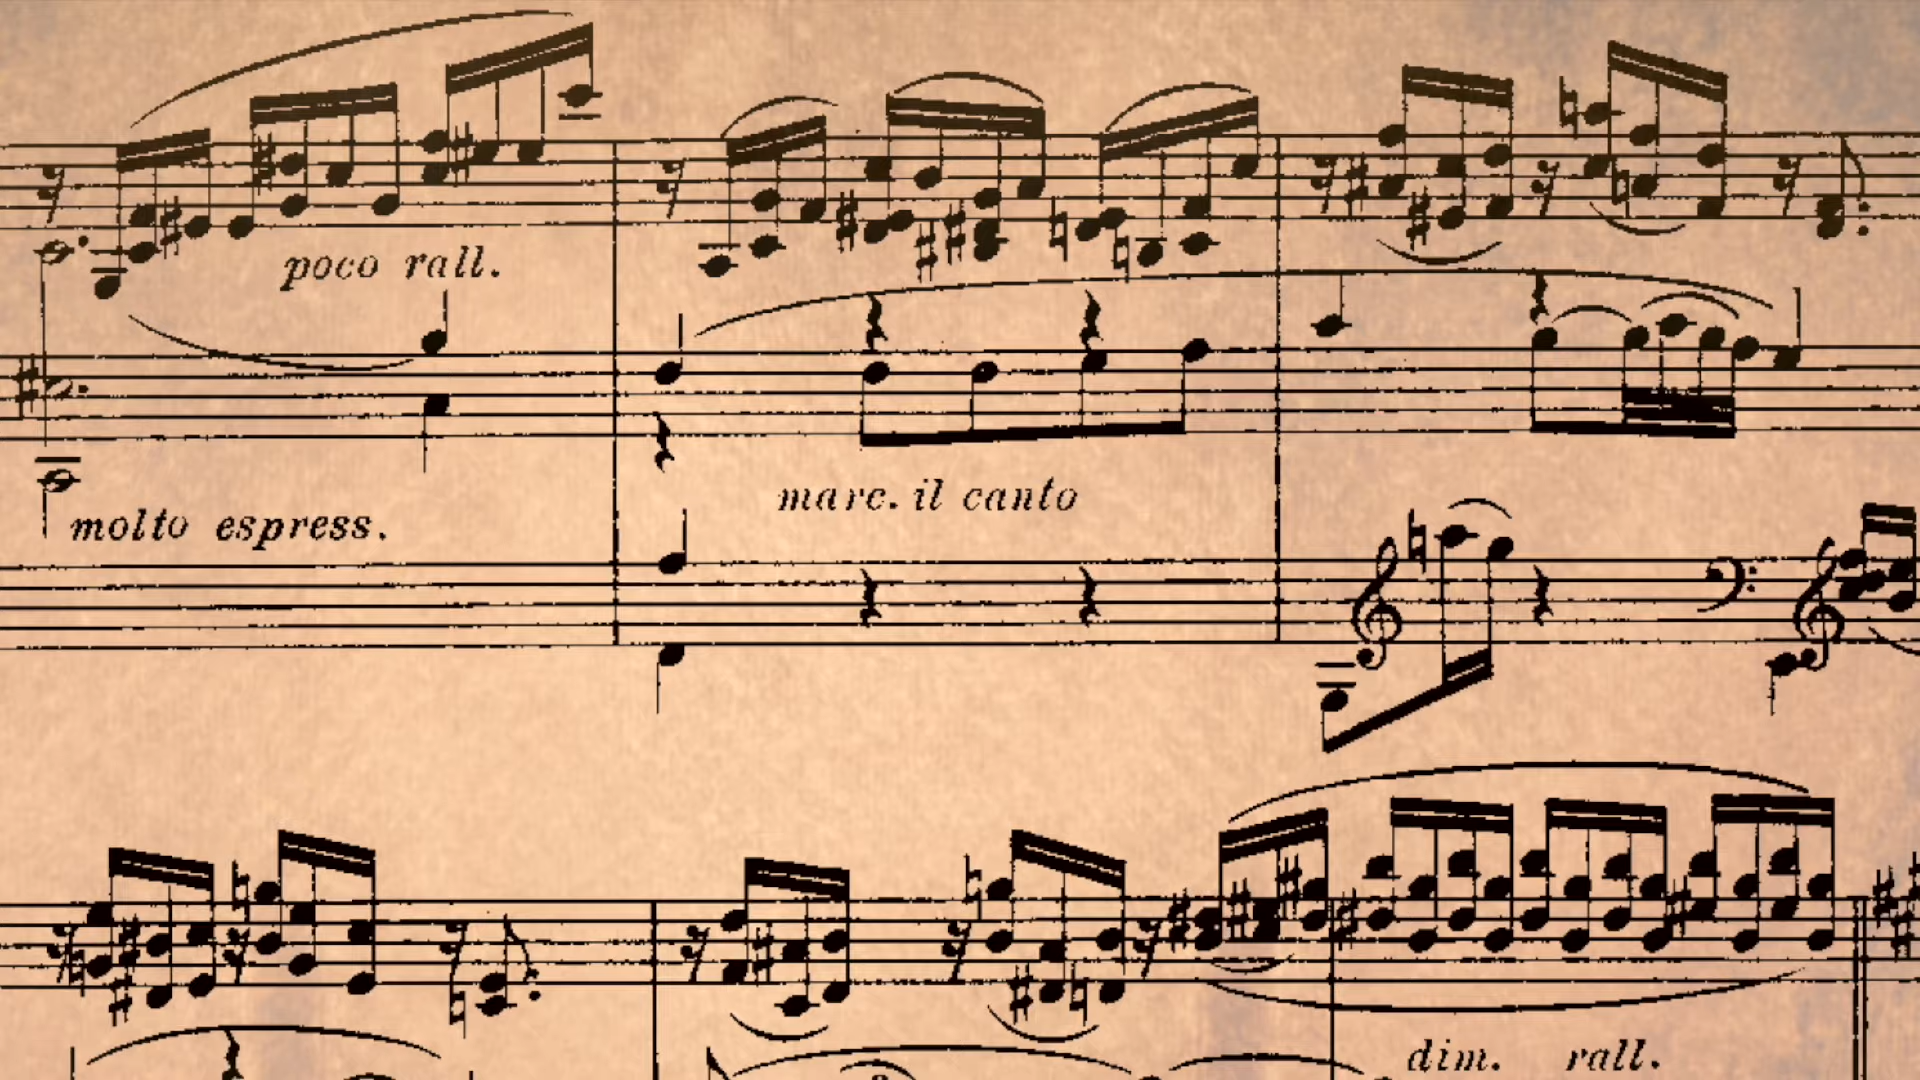 poco rall.
molto espress.
marc. il canto
dim. rall.